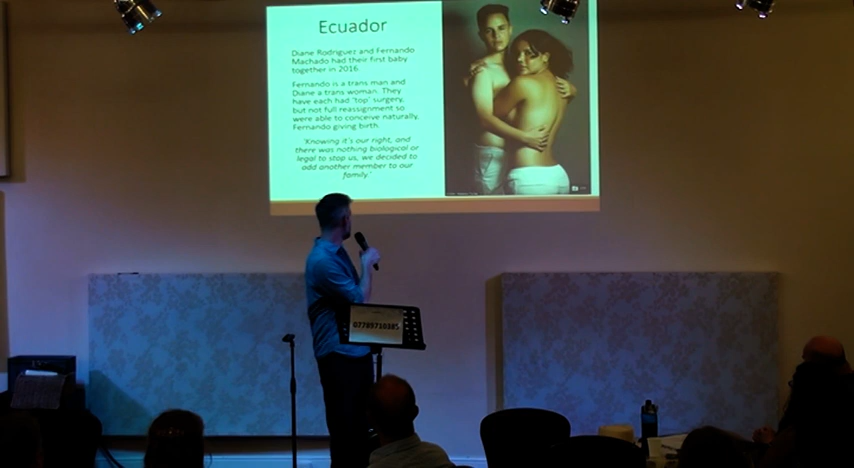 Ecuador
Diane Rodriguez and Fernando
Machado had their first baby
together in 2016.
Fernando is a trans man and
Diane a trans woman. They
have each had 'top' surgery,
but not full reassignment so
were able to conceive naturally,
Fernando giving birth.
'Knowing it's our right, and
there was nothing biological or
legal to stop us, we decided to
add another member to our
family.'
07789710285